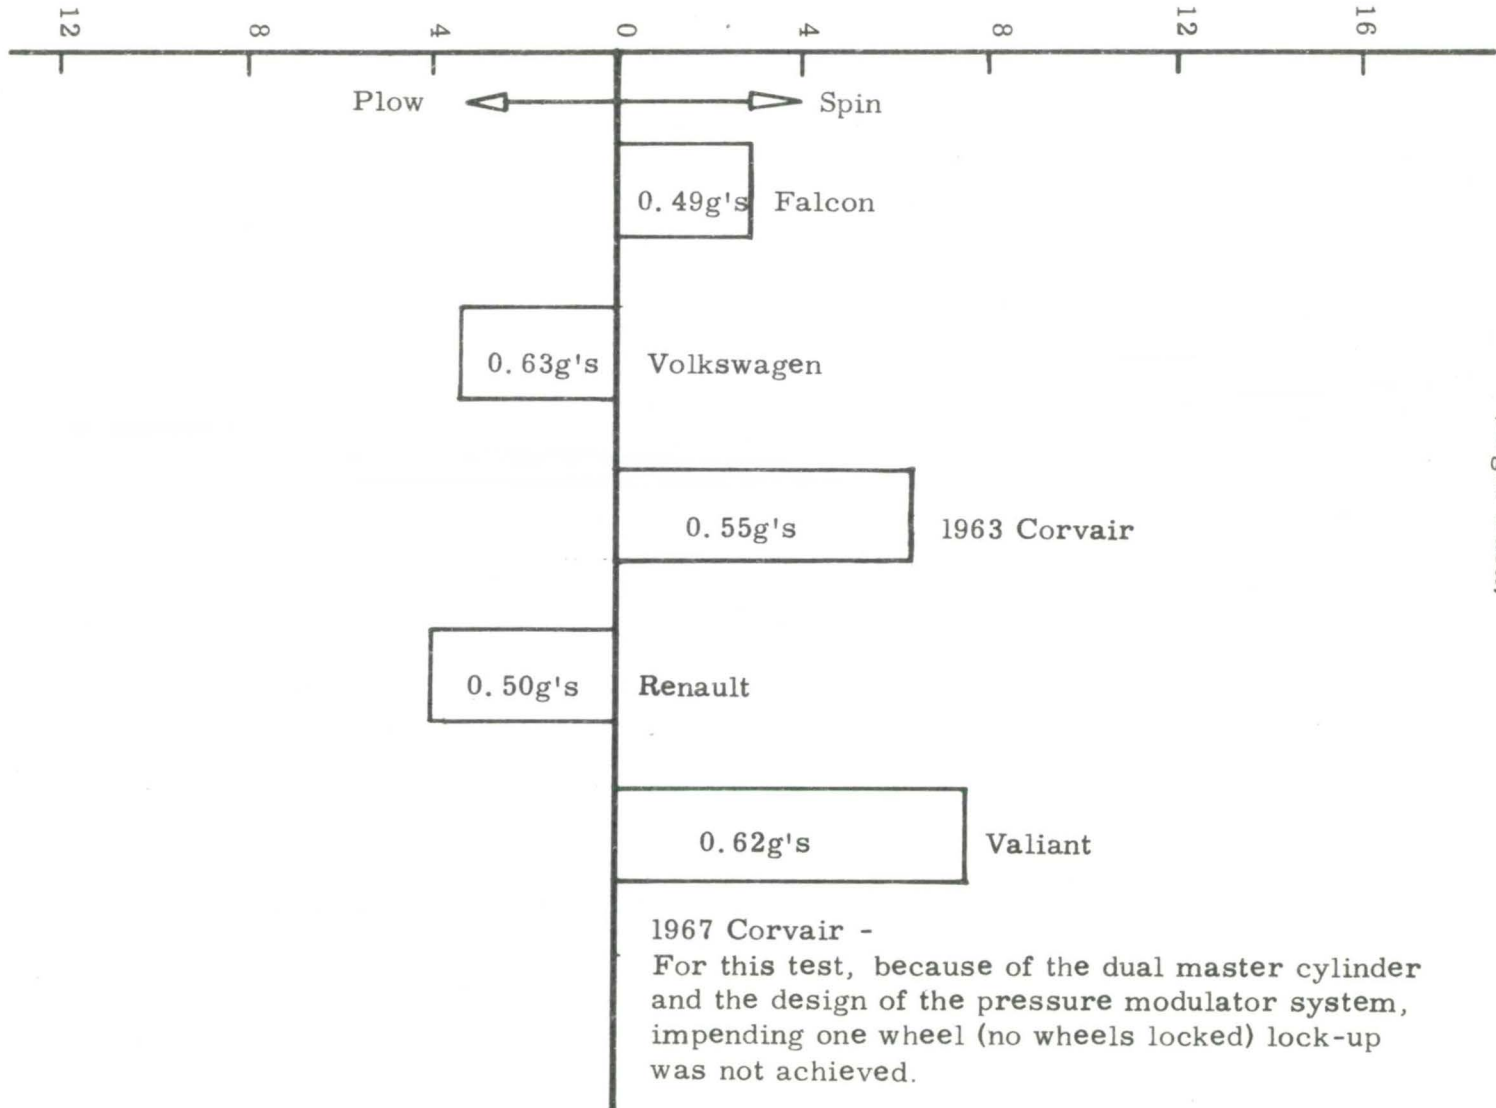 12 8 4 0 4 8 12 16
Plow Spin
0.49g's Falcon
0.63g's Volkswagen
0.55g's 1963 Corvair
0.50g's Renault
0.62g's Valiant
1967 Corvair -
For this test, because of the dual master cylinder
and the design of the pressure modulator system,
impending one wheel (no wheels locked) lock-up
was not achieved.